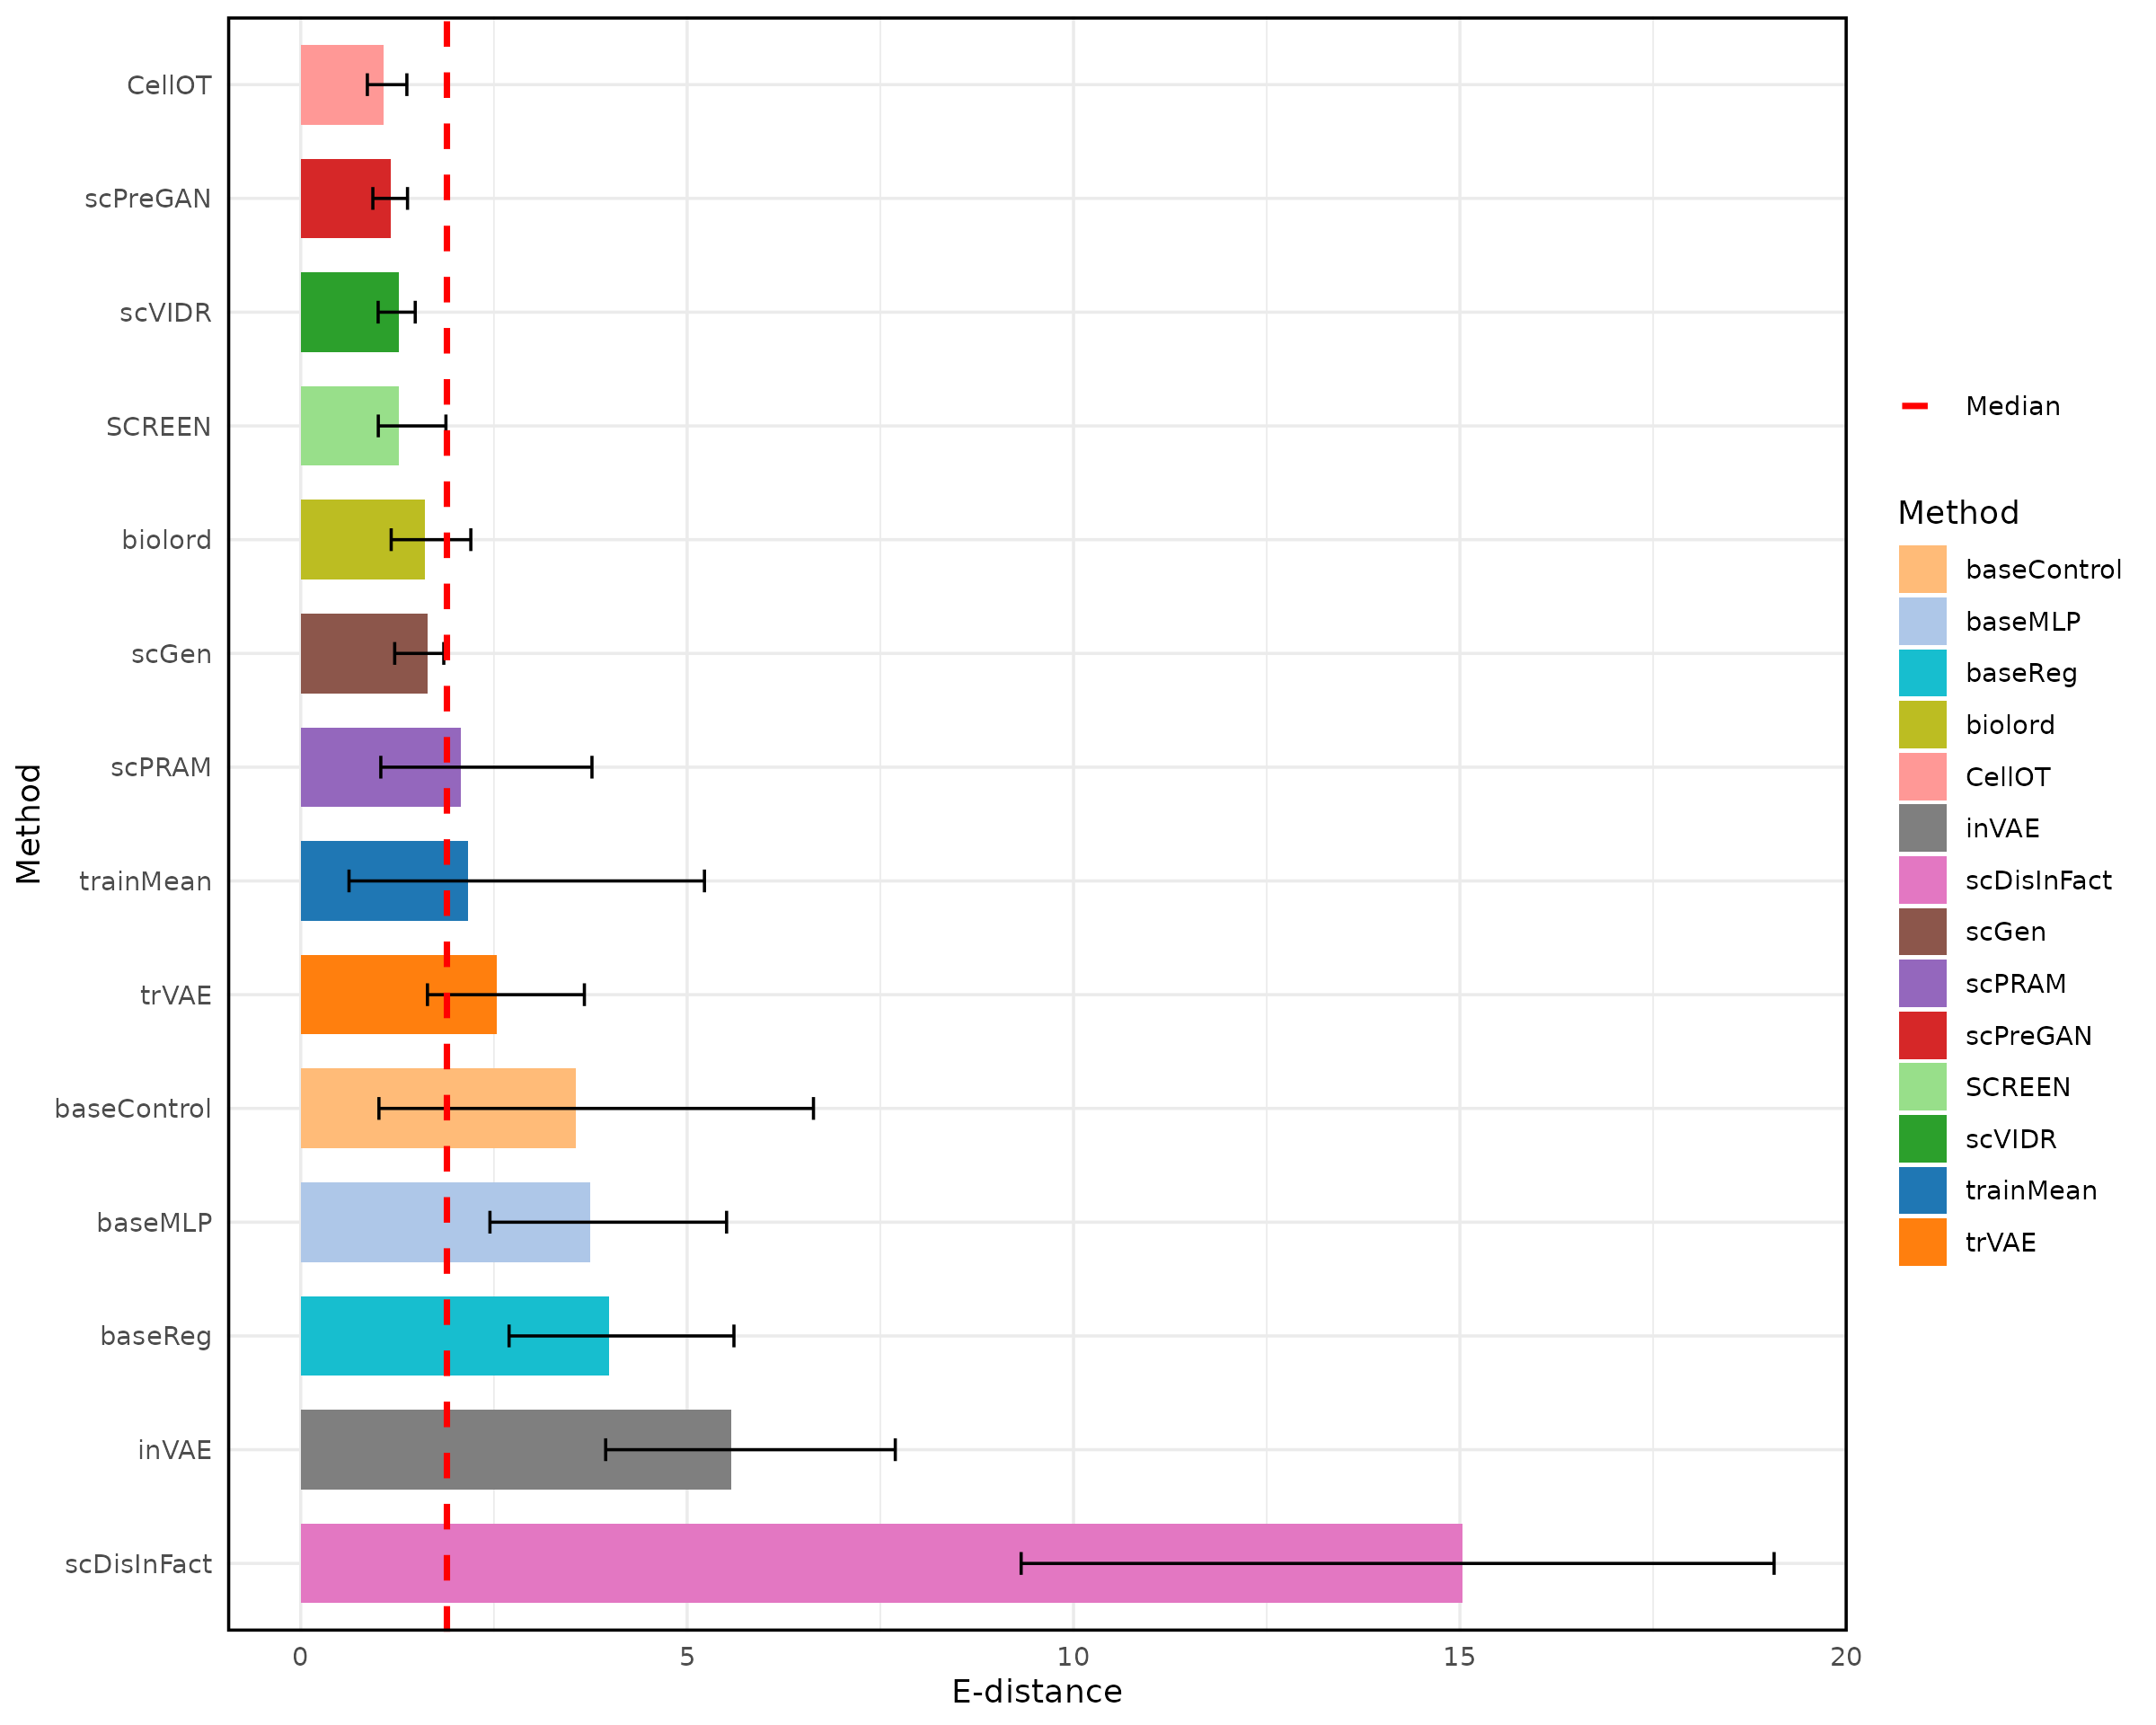 CellOT
scPreGAN
scVIDR
SCREEN
biolord
scGen
scPRAM
trainMean
trVAE
baseControl
baseMLP
baseReg
inVAE
scDisInFact
Method
0 5 10 15 20
E-distance
Median
Method
baseControl
baseMLP
baseReg
biolord
CellOT
inVAE
scDisInFact
scGen
scPRAM
scPreGAN
SCREEN
scVIDR
trainMean
trVAE